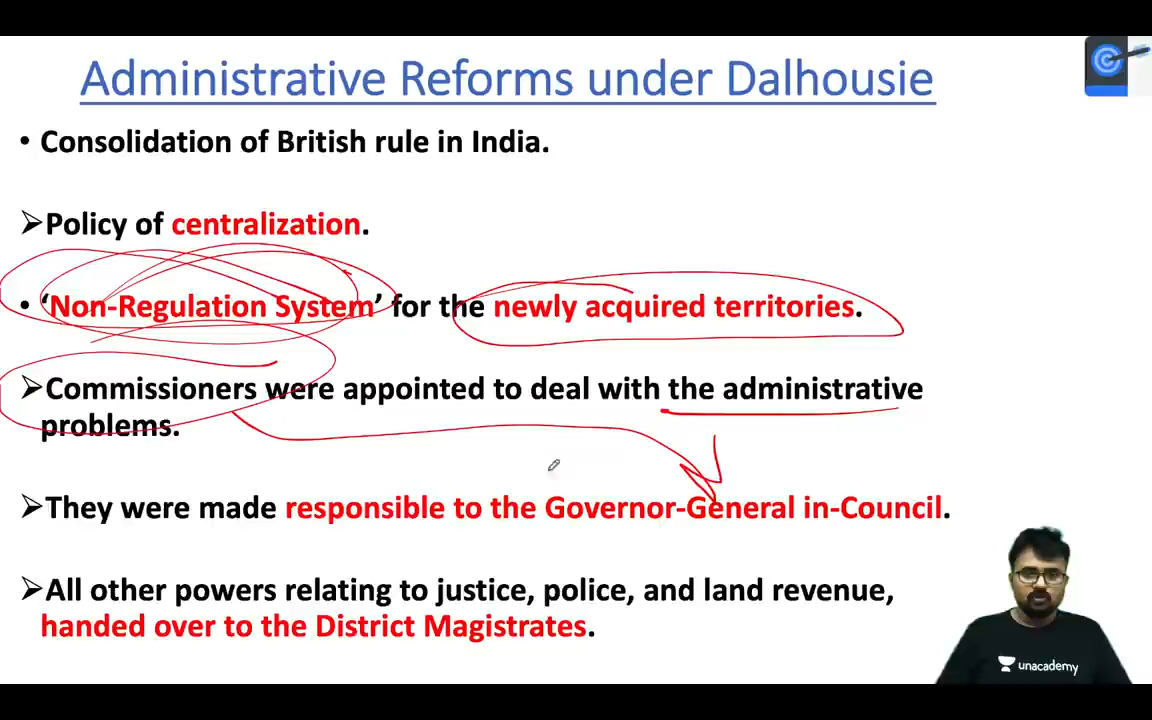 Administrative Reforms under Dalhousie
• Consolidation of British rule in India.
➢Policy of centralization.
• ‘Non-Regulation System’ for the newly acquired territories.
➢Commissioners were appointed to deal with the administrative
problems.
➢They were made responsible to the Governor-General in-Council.
➢All other powers relating to justice, police, and land revenue,
handed over to the District Magistrates.
unacademy